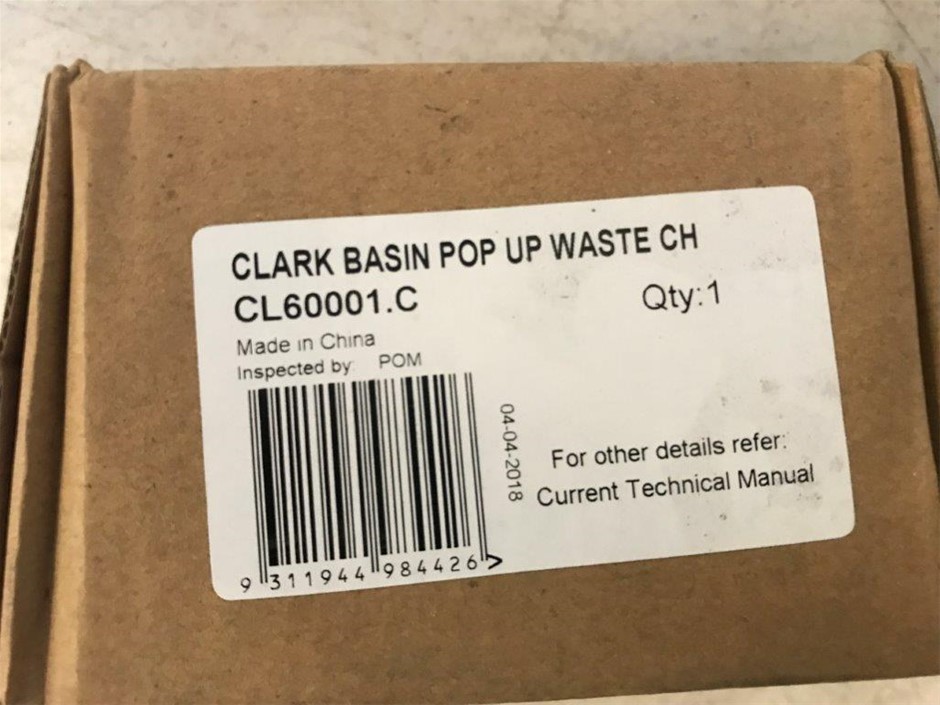 CLARK BASIN POP UP WASTE CH
CL60001.C
Qty:1
Made in China
Inspected by: POM
04-04-2018
For other details refer:
Current Technical Manual
9 311944 984426 >